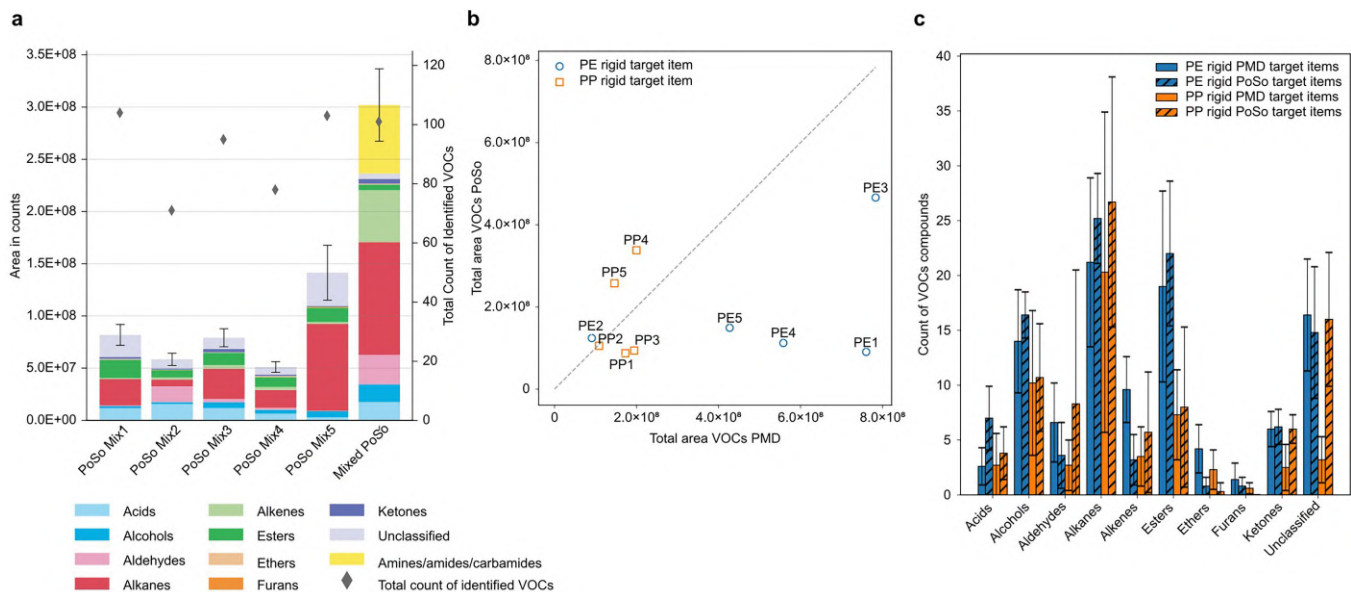 a
3.5E+08
3.0E+08
2.5E+08
2.0E+08
1.5E+08
1.0E+08
5.0E+07
0.0E+00
Area in counts
120
100
80
60
40
20
0
Total Count of Identified VOCs
PoSo Mix1
PoSo Mix2
PoSo Mix3
PoSo Mix4
PoSo Mix5
Mixed PoSo
Acids
Alcohols
Aldehydes
Alkanes
Alkenes
Esters
Ethers
Furans
Ketones
Unclassified
Amines/amides/carbamides
Total count of identified VOCs
b
PE rigid target item
PP rigid target item
8.0×10⁸
6.0×10⁸
4.0×10⁸
2.0×10⁸
0
Total area VOCs PoSo
PE3
PP4
PP5
PE5
PE2
PP2
PP3
PP1
PE4
PE1
0
2.0×10⁸
4.0×10⁸
6.0×10⁸
8.0×10⁸
Total area VOCs PMD
c
PE rigid PMD target items
PE rigid PoSo target items
PP rigid PMD target items
PP rigid PoSo target items
40
35
30
25
20
15
10
5
0
Count of VOCs compounds
Acids
Alcohols
Aldehydes
Alkanes
Alkenes
Esters
Ethers
Furans
Ketones
Unclassified